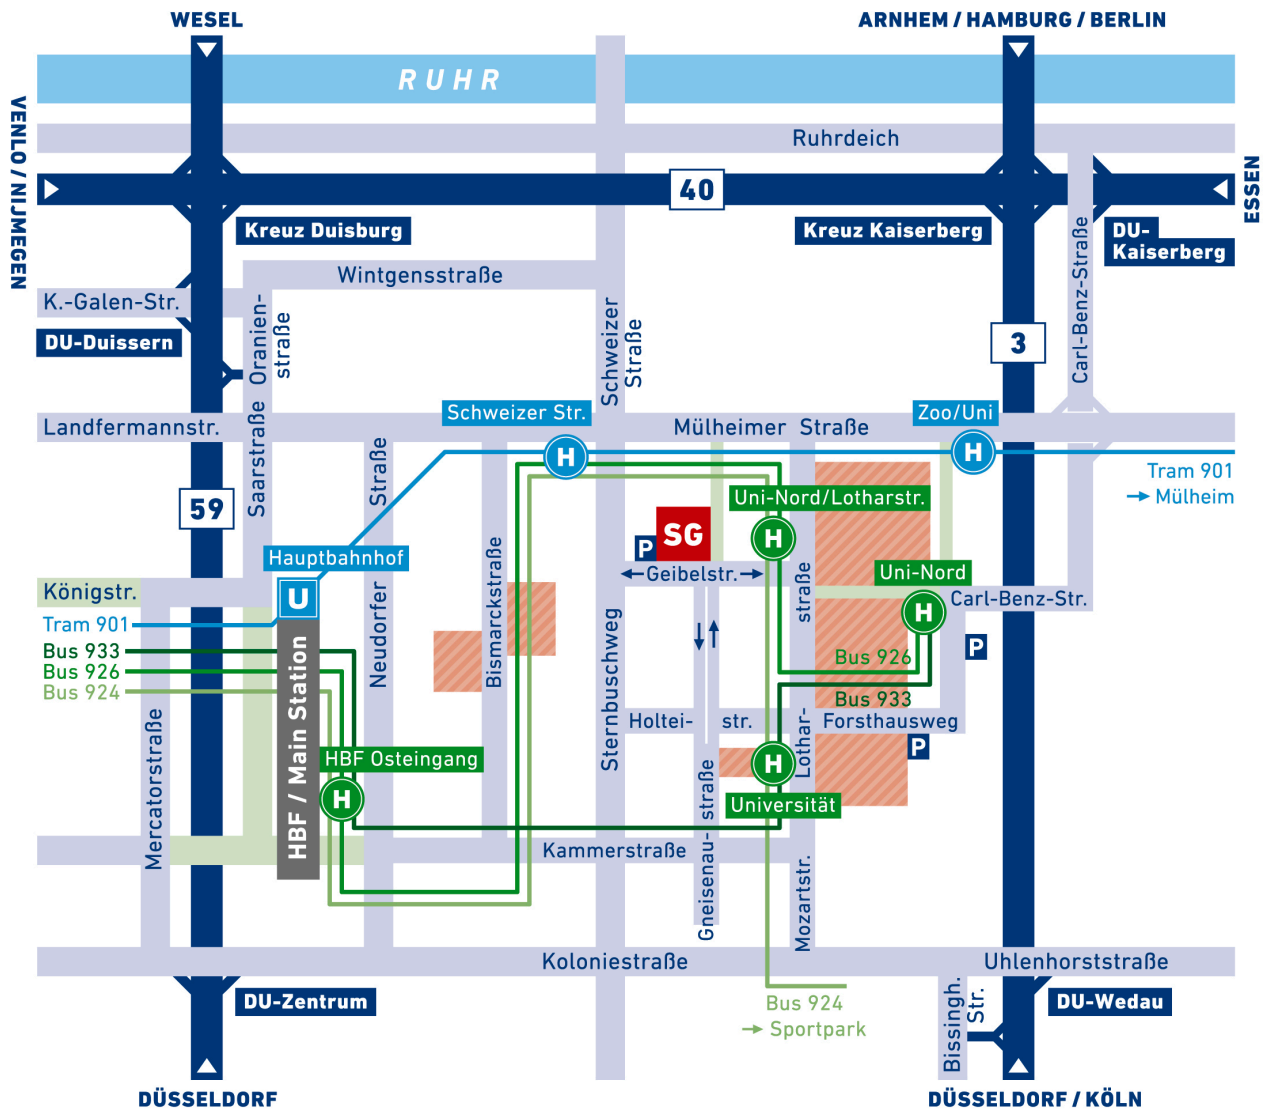 WESEL
ARNHEM / HAMBURG / BERLIN
RUHR
VENLO / NIJMEGEN
Ruhrdeich
40
ESSEN
Kreuz Duisburg
Kreuz Kaiserberg
DU-
Kaiserberg
Wintgensstraße
K.-Galen-Str.
DU-Duissern
Oranien-
straße
Schweizer
Straße
3
Carl-Benz-Straße
Landfermannstr.
Saarstraße
Straße
Schweizer Str.
H
Mülheimer Straße
Zoo/Uni
H
Tram 901
→ Mülheim
59
Uni-Nord/Lotharstr.
H
SG
P
Hauptbahnhof
U
Geibelstr.
Uni-Nord
H
Königstr.
Carl-Benz-Str.
Tram 901
Bus 933
Bus 926
Bus 924
HBF / Main Station
Neudorfer
Bismarckstraße
Sternbuschweg
straße
P
Bus 926
Bus 933
Holtei-
str.
Lothar-
Forsthausweg
P
Mercatorstraße
HBF Osteingang
H
H
Universität
Gneisenau-
straße
Kammerstraße
Mozartstr.
Koloniestraße
Uhlenhorststraße
DU-Zentrum
Bus 924
→ Sportpark
Bissingh.
Str.
DU-Wedau
DÜSSELDORF
DÜSSELDORF / KÖLN